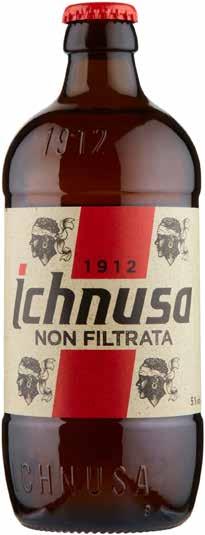 1912
1912
ichnusa
NON FILTRATA
ICHNUSA